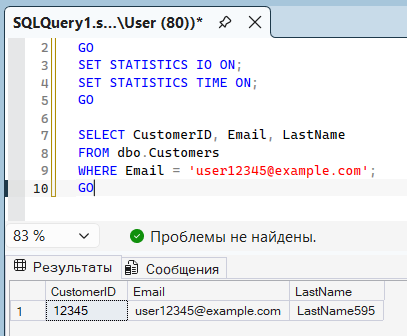 SQLQuery1.s...\User (80))*
2 GO
3 SET STATISTICS IO ON;
4 SET STATISTICS TIME ON;
5 GO
6
7 SELECT CustomerID, Email, LastName
8 FROM dbo.Customers
9 WHERE Email = 'user12345@example.com';
10 GO
83 % Проблемы не найдены.
Результаты Сообщения
CustomerID Email LastName
1 12345 user12345@example.com LastName595